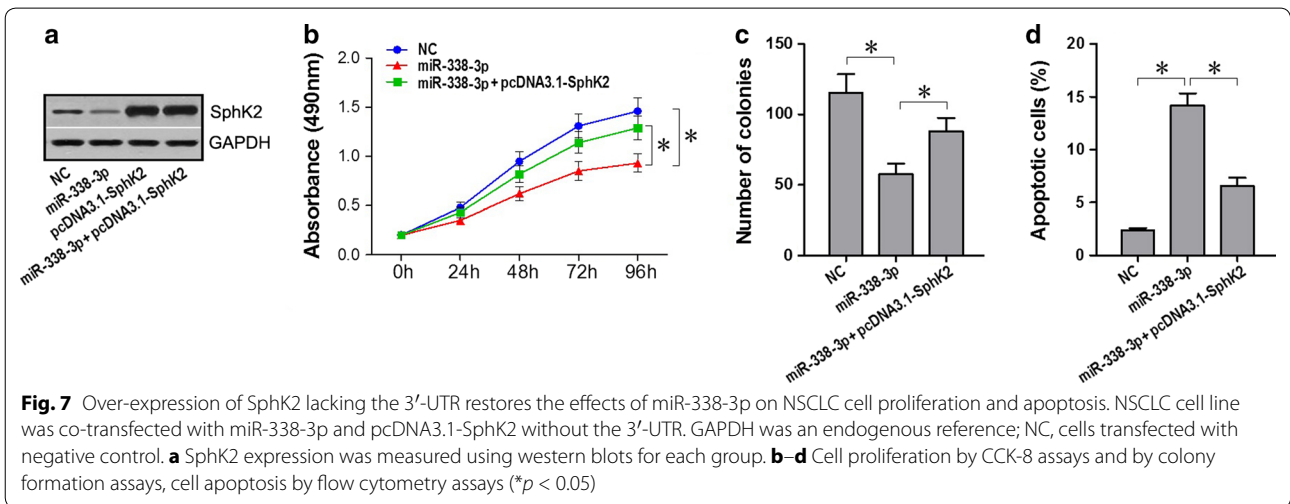 a
SphK2
GAPDH
NC
miR-338-3p
pcDNA3.1-SphK2
miR-338-3p+ pcDNA3.1-SphK2
b
NC
miR-338-3p
miR-338-3p + pcDNA3.1-SphK2
Absorbance (490nm)
2.0
1.5
1.0
0.5
0.0
0h 24h 48h 72h 96h
*
*
c
Number of colonies
150
100
50
0
*
*
NC
miR-338-3p
miR-338-3p+ pcDNA3.1-SphK2
d
Apoptotic cells (%)
20
15
10
5
0
*
*
NC
miR-338-3p
miR-338-3p+ pcDNA3.1-SphK2
Fig. 7 Over-expression of SphK2 lacking the 3′-UTR restores the effects of miR-338-3p on NSCLC cell proliferation and apoptosis. NSCLC cell line
was co-transfected with miR-338-3p and pcDNA3.1-SphK2 without the 3′-UTR. GAPDH was an endogenous reference; NC, cells transfected with
negative control. a SphK2 expression was measured using western blots for each group. b–d Cell proliferation by CCK-8 assays and by colony
formation assays, cell apoptosis by flow cytometry assays (*p < 0.05)